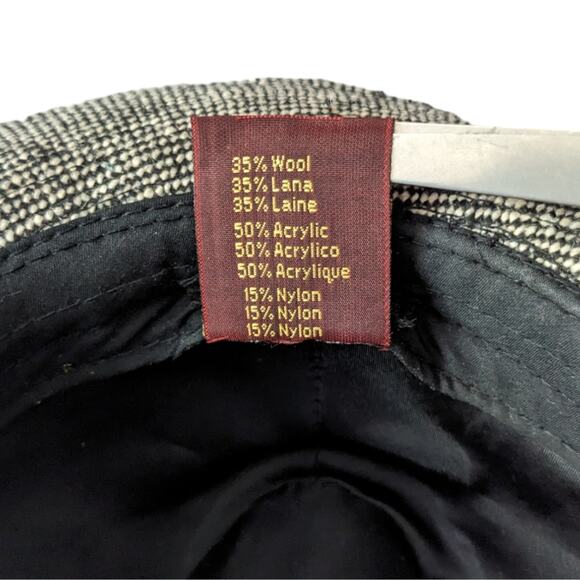 35% Wool
35% Lana
35% Laine
50% Acrylic
50% Acrylico
50% Acrylique
15% Nylon
15% Nylon
15% Nylon